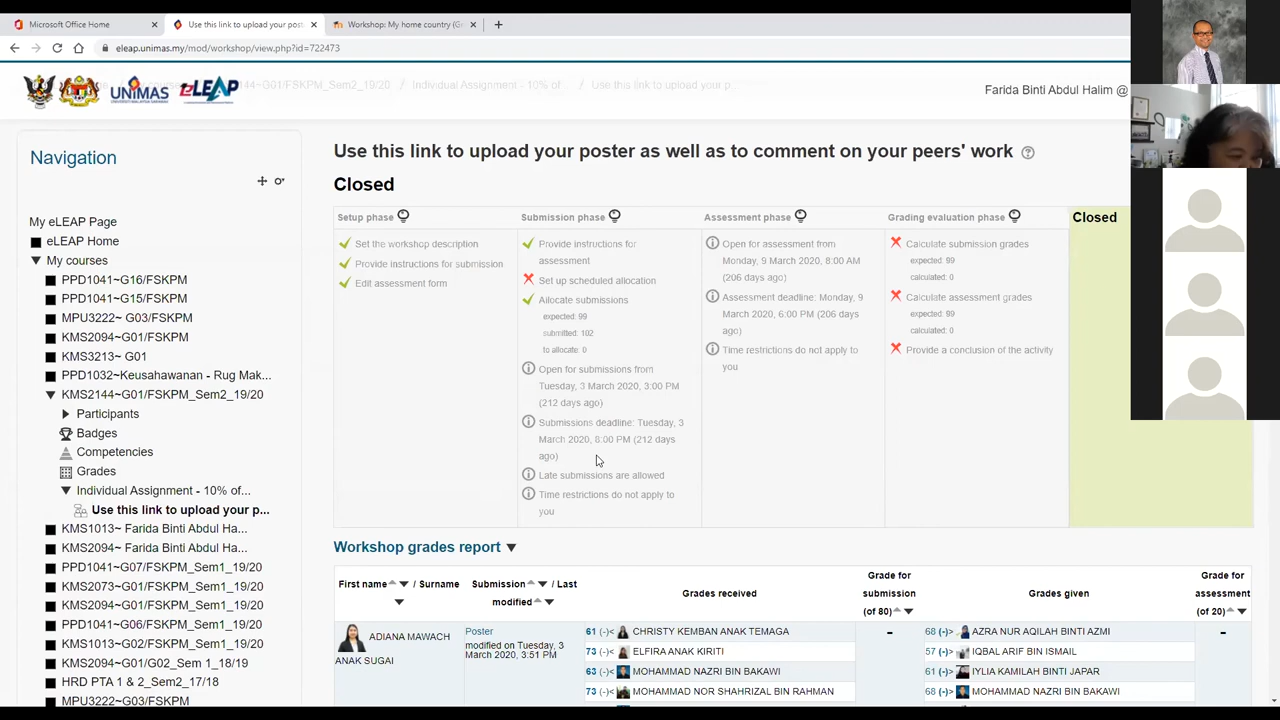 Microsoft Office Home
Use this link to upload your post
Workshop: My home country (G
eleap.unimas.my/mod/workshop/view.php?id=722473
UNIMAS
eLEAP
44~G01/FSKPM_Sem2_19/20 / Individual Assignment - 10% of... / Use this link to upload your p...
Farida Binti Abdul Halim @
Navigation
My eLEAP Page
eLEAP Home
My courses
PPD1041~G16/FSKPM
PPD1041~G15/FSKPM
MPU3222~ G03/FSKPM
KMS2094~G01/FSKPM
KMS3213~ G01
PPD1032~Keusahawanan - Rug Mak...
KMS2144~G01/FSKPM_Sem2_19/20
Participants
Badges
Competencies
Grades
Individual Assignment - 10% of...
Use this link to upload your p...
KMS1013~ Farida Binti Abdul Ha...
KMS2094~ Farida Binti Abdul Ha...
PPD1041~G07/FSKPM_Sem1_19/20
KMS2073~G01/FSKPM_Sem1_19/20
KMS2094~G01/FSKPM_Sem1_19/20
PPD1041~G06/FSKPM_Sem1_19/20
KMS1013~G02/FSKPM_Sem1_19/20
KMS2094~G01/G02_Sem 1_18/19
HRD PTA 1 & 2_Sem2_17/18
MPU3222~G03/FSKPM
Use this link to upload your poster as well as to comment on your peers' work
Closed
Setup phase
Set the workshop description
Provide instructions for submission
Edit assessment form
Submission phase
Provide instructions for
assessment
Set up scheduled allocation
Allocate submissions
expected: 99
submitted: 102
to allocate: 0
Open for submissions from
Tuesday, 3 March 2020, 3:00 PM
(212 days ago)
Submissions deadline: Tuesday, 3
March 2020, 8:00 PM (212 days
ago)
Late submissions are allowed
Time restrictions do not apply to
you
Assessment phase
Open for assessment from
Monday, 9 March 2020, 8:00 AM
(206 days ago)
Assessment deadline: Monday, 9
March 2020, 6:00 PM (206 days
ago)
Time restrictions do not apply to
you
Grading evaluation phase
Calculate submission grades
expected: 99
calculated: 0
Calculate assessment grades
expected: 99
calculated: 0
Provide a conclusion of the activity
Closed
Workshop grades report
First name / Surname
Submission / Last
modified
Grades received
Grade for
submission
(of 80)
Grades given
Grade for
assessment
(of 20)
ADIANA MAWACH
ANAK SUGAI
Poster
modified on Tuesday, 3
March 2020, 3:51 PM
61 (-)< CHRISTY KEMBAN ANAK TEMAGA
73 (-)< ELFIRA ANAK KIRITI
63 (-)< MOHAMMAD NAZRI BIN BAKAWI
73 (-)< MOHAMMAD NOR SHAHRIZAL BIN RAHMAN
-
68 (-)> AZRA NUR AQILAH BINTI AZMI
57 (-)> IQBAL ARIF BIN ISMAIL
61 (-)> IYLIA KAMILAH BINTI JAPAR
68 (-)> MOHAMMAD NAZRI BIN BAKAWI
-